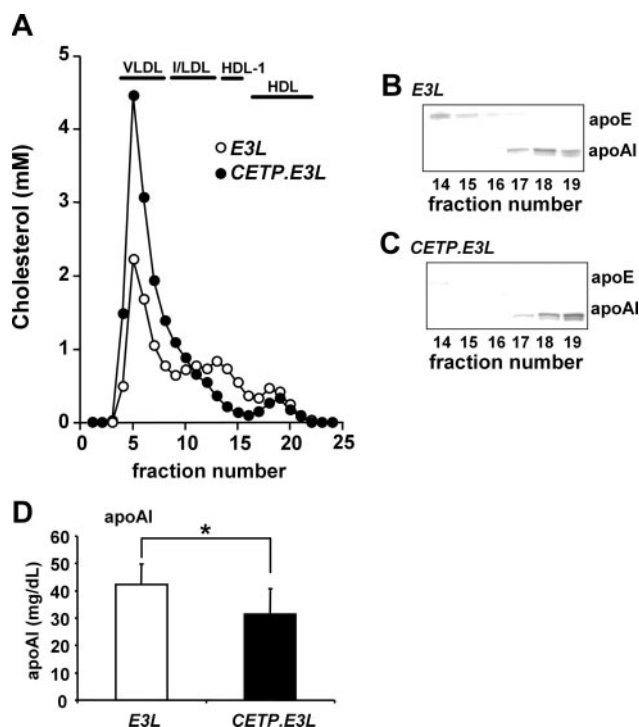 A
VLDL I/LDL HDL-1
HDL
E3L
CETP.E3L
Cholesterol (mM)
5
4
3
2
1
0
0 5 10 15 20 25
fraction number
B
E3L
apoE
apoAI
14 15 16 17 18 19
fraction number
C
CETP.E3L
apoE
apoAI
14 15 16 17 18 19
fraction number
D
apoAI
*
apoAI (mg/dL)
60
50
40
30
20
10
0
E3L CETP.E3L